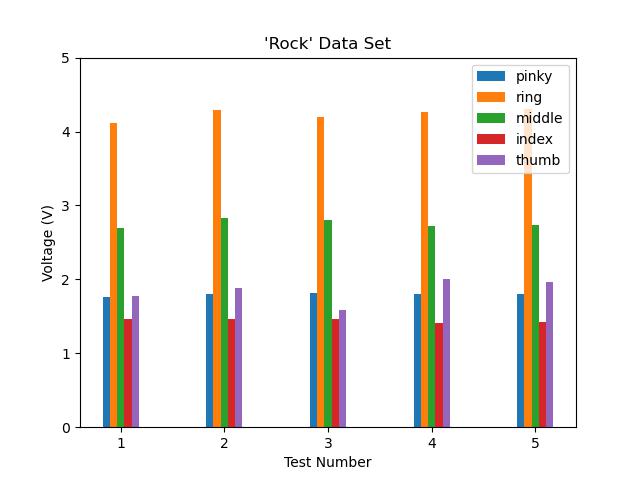 'Rock' Data Set
5
4
3
2
1
0
Voltage (V)
pinky
ring
middle
index
thumb
1 2 3 4 5
Test Number